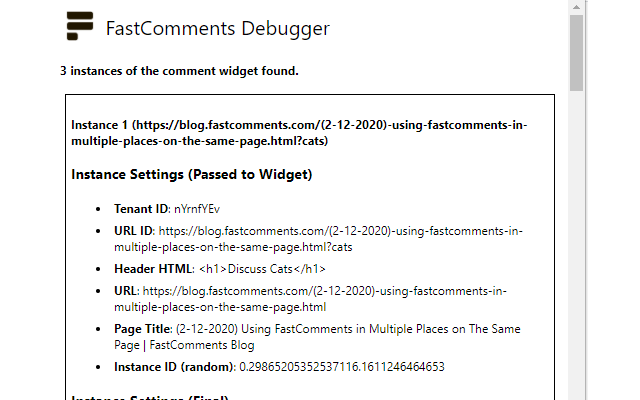 FastComments Debugger
3 instances of the comment widget found.
Instance 1 (https://blog.fastcomments.com/(2-12-2020)-using-fastcomments-in-
multiple-places-on-the-same-page.html?cats)
Instance Settings (Passed to Widget)
• Tenant ID: nYrnfYEv
• URL ID: https://blog.fastcomments.com/(2-12-2020)-using-fastcomments-in-
multiple-places-on-the-same-page.html?cats
• Header HTML: <h1>Discuss Cats</h1>
• URL: https://blog.fastcomments.com/(2-12-2020)-using-fastcomments-in-
multiple-places-on-the-same-page.html
• Page Title: (2-12-2020) Using FastComments in Multiple Places on The Same
Page | FastComments Blog
• Instance ID (random): 0.29865205352537116.1611246464653
Instance Settings (Final)